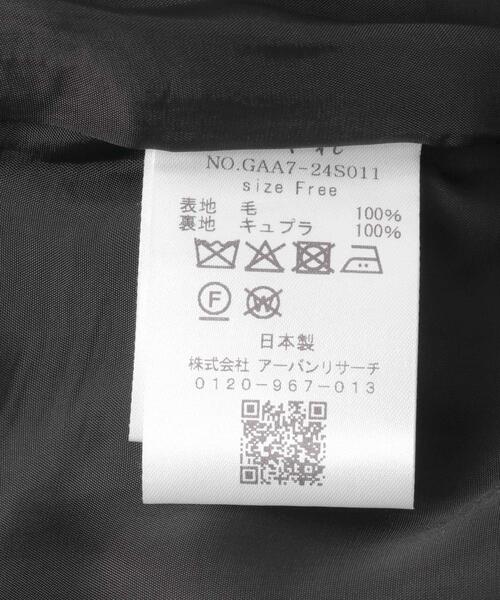 NO.GAA7-24S011
size Free
表地 毛 100%
裏地 キュプラ 100%
F
W
日本製
株式会社 アーバンリサーチ
0120-967-013